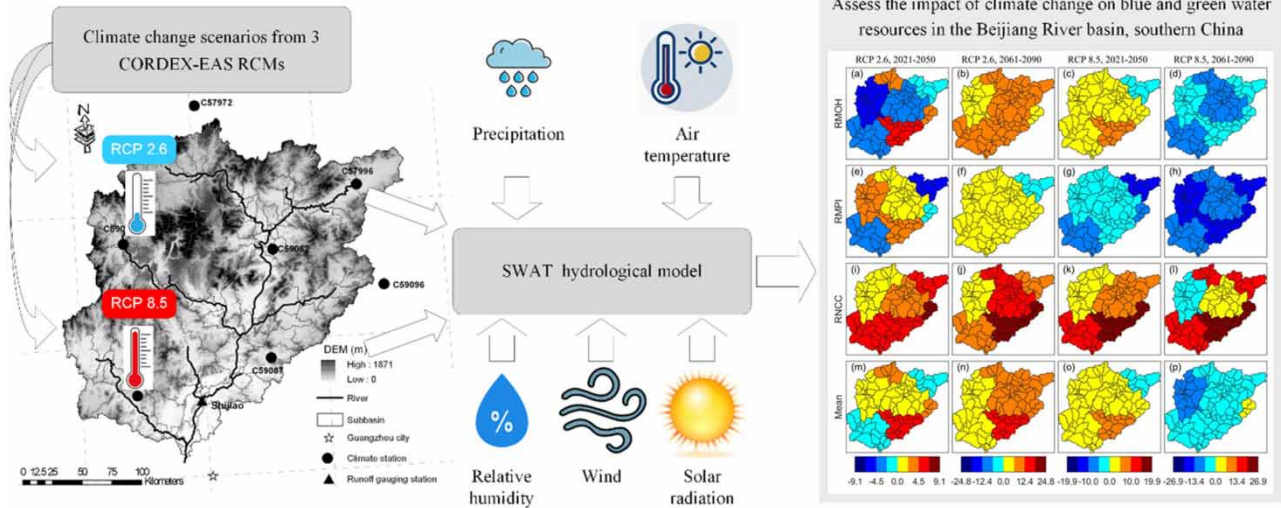 Climate change scenarios from 3
CORDEX-EAS RCMs
C57972
N
RCP 2.6
C57996
C59082
C59096
RCP 8.5
C59087
Shijiao
DEM (m)
High : 1871
Low : 0
River
Subbasin
Guangzhou city
Climate station
Runoff gauging station
0 12.5 25 50 75 100
Kilometers
Precipitation
Air
temperature
SWAT hydrological model
%
Relative
humidity
Wind
Solar
radiation
Assess the impact of climate change on blue and green water
resources in the Beijiang River basin, southern China
RCP 2.6, 2021-2050 RCP 2.6, 2061-2090 RCP 8.5, 2021-2050 RCP 8.5, 2061-2090
RMOH
(a) (b) (c) (d)
RMPI
(e) (f) (g) (h)
RNCC
(i) (j) (k) (l)
Mean
(m) (n) (o) (p)
-9.1 -4.5 0.0 4.5 9.1 -24.8 -12.4 0.0 12.4 24.8 -19.9 -10.0 0.0 10.0 19.9 -26.9 -13.4 0.0 13.4 26.9